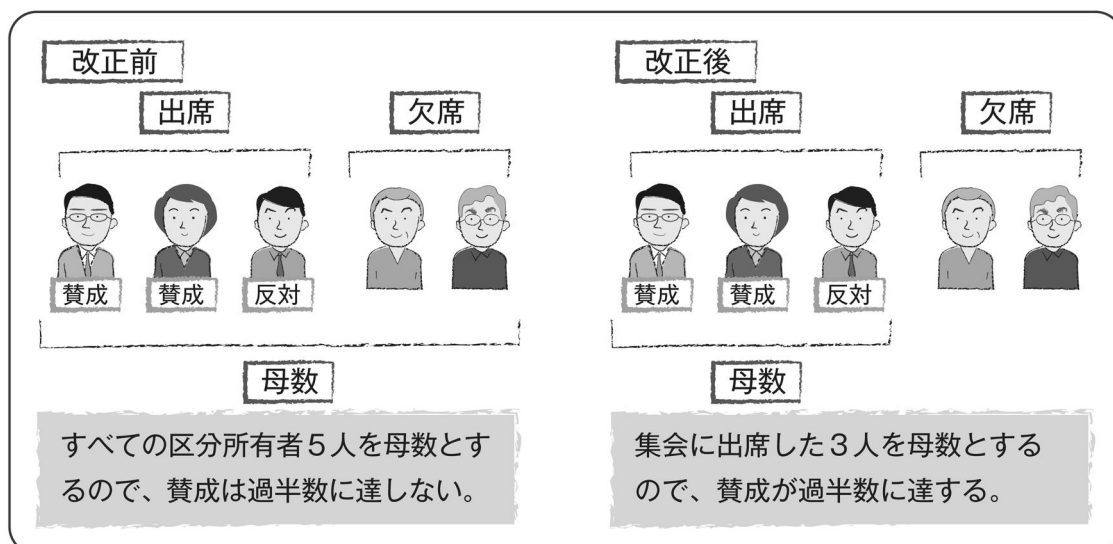 改正前
出席
欠席
賛成
賛成
反対
母数
すべての区分所有者5人を母数とす
るので、賛成は過半数に達しない。
改正後
出席
欠席
賛成
賛成
反対
母数
集会に出席した3人を母数とする
ので、賛成が過半数に達する。